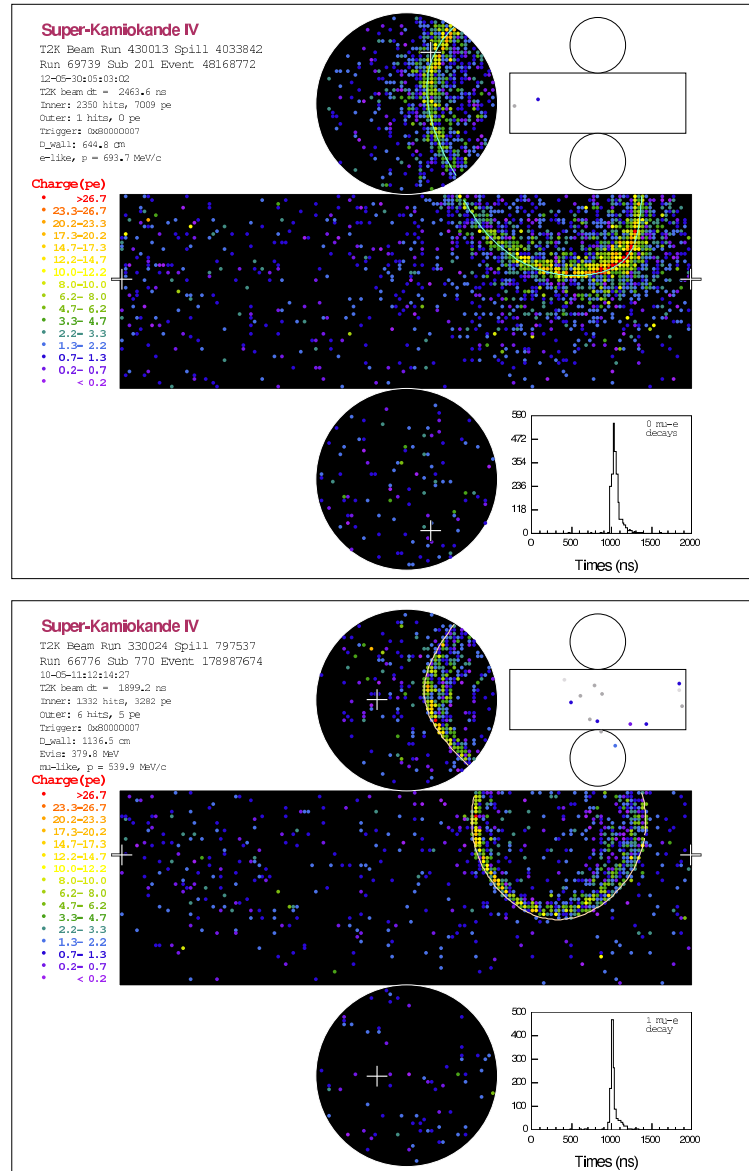 Super-Kamiokande IV
T2K Beam Run 430013 Spill 4033842
Run 69739 Sub 201 Event 48168772
12-05-30:05:03:02
T2K beam dt = 2463.6 ns
Inner: 2350 hits, 7009 pe
Outer: 1 hits, 0 pe
Trigger: 0x80000007
D_wall: 644.8 cm
e-like, p = 693.7 MeV/c
Charge(pe)
>26.7
23.3-26.7
20.2-23.3
17.3-20.2
14.7-17.3
12.2-14.7
10.0-12.2
8.0-10.0
6.2- 8.0
4.7- 6.2
3.3- 4.7
2.2- 3.3
1.3- 2.2
0.7- 1.3
0.2- 0.7
< 0.2
590
472
354
236
118
0
0 mu-e
decays
0 500 1000 1500 2000
Times (ns)
Super-Kamiokande IV
T2K Beam Run 330024 Spill 797537
Run 66776 Sub 770 Event 178987674
10-05-11:12:14:27
T2K beam dt = 1899.2 ns
Inner: 1332 hits, 3282 pe
Outer: 6 hits, 5 pe
Trigger: 0x80000007
D_wall: 1136.5 cm
Evis: 379.8 MeV
mu-like, p = 539.9 MeV/c
Charge(pe)
>26.7
23.3-26.7
20.2-23.3
17.3-20.2
14.7-17.3
12.2-14.7
10.0-12.2
8.0-10.0
6.2- 8.0
4.7- 6.2
3.3- 4.7
2.2- 3.3
1.3- 2.2
0.7- 1.3
0.2- 0.7
< 0.2
500
400
300
200
100
0
1 mu-e
decay
0 500 1000 1500 2000
Times (ns)